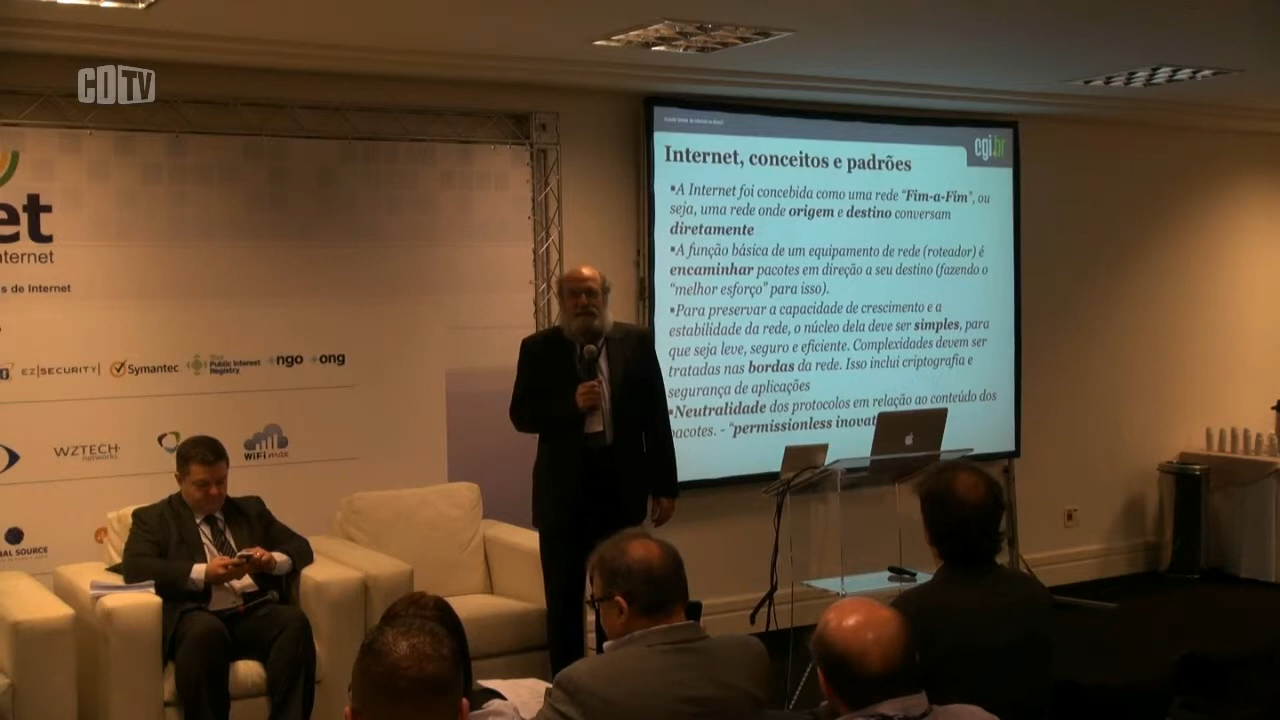 CDTV
et
nternet
s de Internet
EZ|SECURITY|
Symantec
Public Interest
Registry
ngo
ong
WZTECH
networks
WiFi max
BAL SOURCE
cgi.br
Internet, conceitos e padrões
▪A Internet foi concebida como uma rede “Fim-a-Fim”, ou
seja, uma rede onde origem e destino conversam
diretamente
▪A função básica de um equipamento de rede (roteador) é
encaminhar pacotes em direção a seu destino (fazendo o
“melhor esforço” para isso).
▪Para preservar a capacidade de crescimento e a
estabilidade da rede, o núcleo dela deve ser simples, para
que seja leve, seguro e eficiente. Complexidades devem ser
tratadas nas bordas da rede. Isso inclui criptografia e
segurança de aplicações
▪Neutralidade dos protocolos em relação ao conteúdo dos
pacotes. - “permissionless inovat